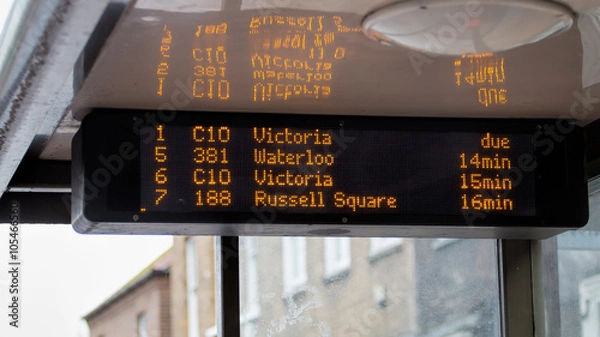 1 C10 Victoria due
5 381 Waterloo 14min
6 C10 Victoria 15min
7 188 Russell Square 16min